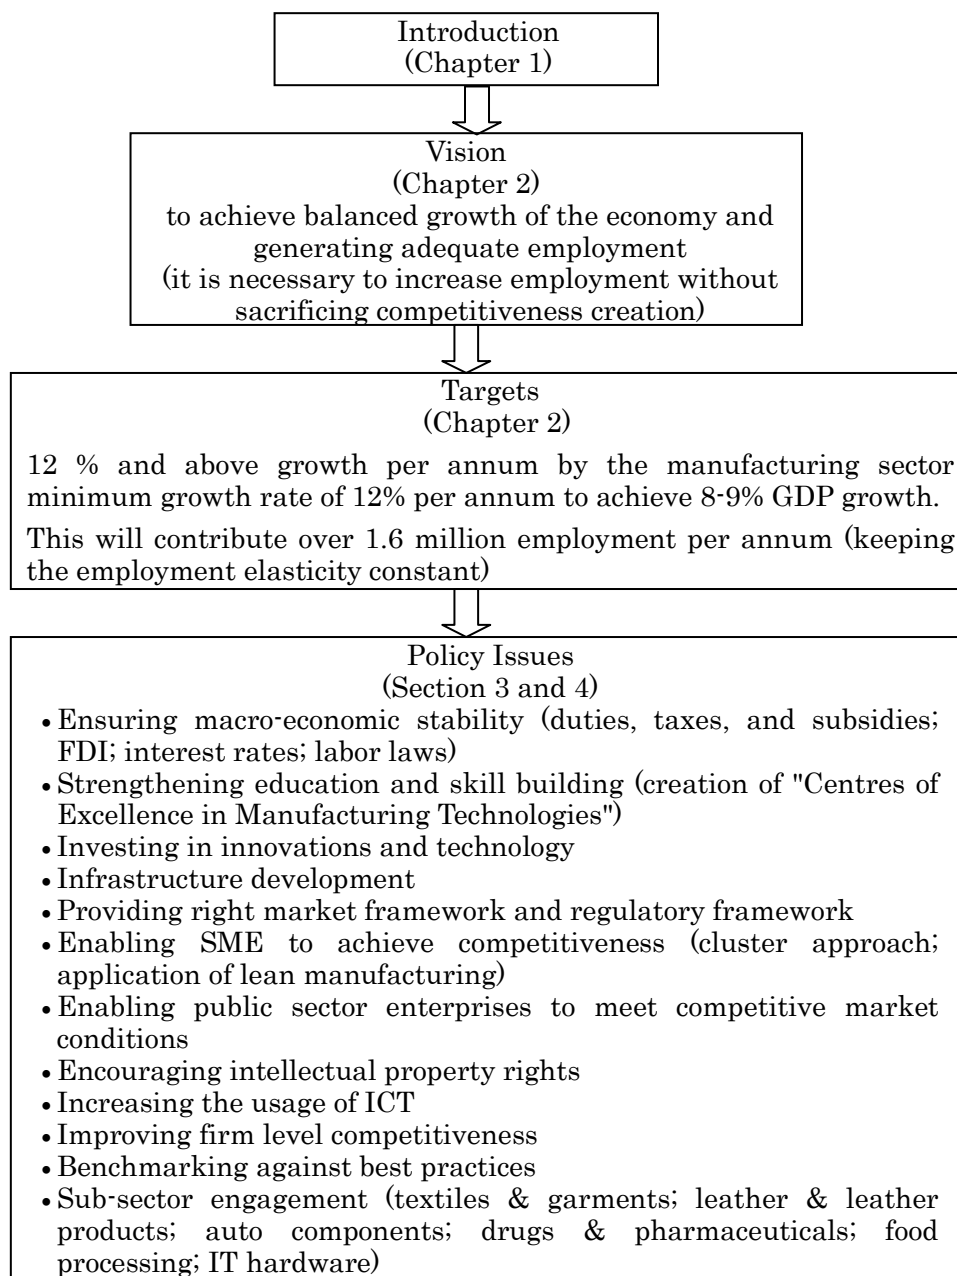 Introduction
(Chapter 1)
Vision
(Chapter 2)
to achieve balanced growth of the economy and
generating adequate employment
(it is necessary to increase employment without
sacrificing competitiveness creation)
Targets
(Chapter 2)
12 % and above growth per annum by the manufacturing sector
minimum growth rate of 12% per annum to achieve 8-9% GDP growth.
This will contribute over 1.6 million employment per annum (keeping
the employment elasticity constant)
Policy Issues
(Section 3 and 4)
• Ensuring macro-economic stability (duties, taxes, and subsidies;
FDI; interest rates; labor laws)
• Strengthening education and skill building (creation of "Centres of
Excellence in Manufacturing Technologies")
• Investing in innovations and technology
• Infrastructure development
• Providing right market framework and regulatory framework
• Enabling SME to achieve competitiveness (cluster approach;
application of lean manufacturing)
• Enabling public sector enterprises to meet competitive market
conditions
• Encouraging intellectual property rights
• Increasing the usage of ICT
• Improving firm level competitiveness
• Benchmarking against best practices
• Sub-sector engagement (textiles & garments; leather & leather
products; auto components; drugs & pharmaceuticals; food
processing; IT hardware)